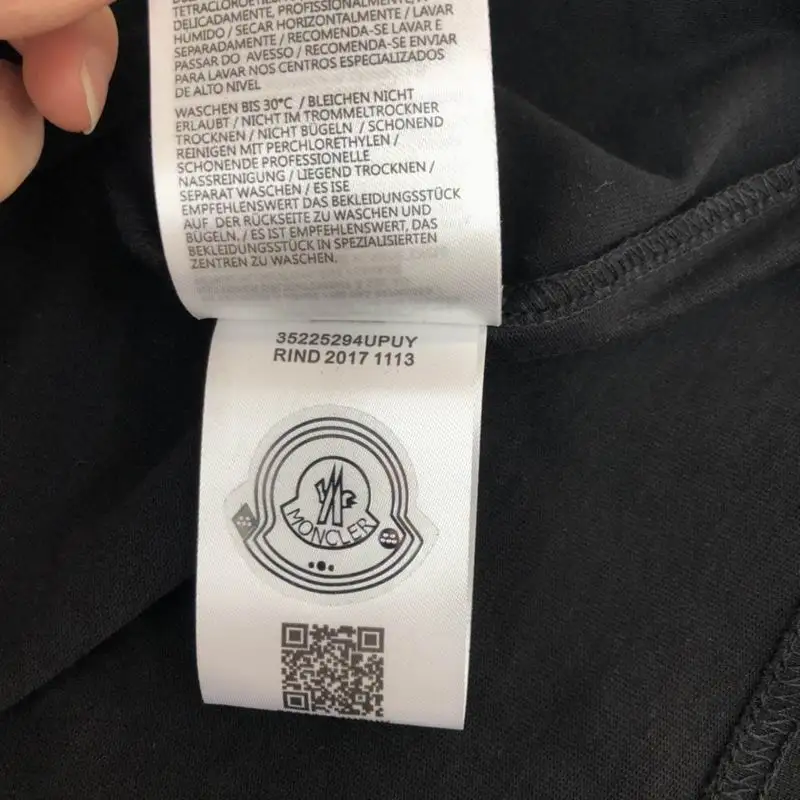 TETRACLOROETILENO
DELICADAMENTE, PROFISSIONALMENTE, A
HUMIDO / SECAR HORIZONTALMENTE / LAVAR
SEPARADAMENTE / RECOMENDA-SE LAVAR E
PASSAR DO AVESSO / RECOMENDA-SE ENVIAR
PARA LAVAR NOS CENTROS ESPECIALIZADOS
DE ALTO NIVEL
WASCHEN BIS 30°C / BLEICHEN NICHT
ERLAUBT / NICHT IM TROMMELTROCKNER
TROCKNEN / NICHT BÜGELN / SCHONEND
REINIGEN MIT PERCHLORETHYLEN /
SCHONENDE PROFESSIONELLE
NASSREINIGUNG / LIEGEND TROCKNEN /
SEPARAT WASCHEN / ES ISE
EMPFEHLENSWERT DAS BEKLEIDUNGSSTÜCK
AUF DER RÜCKSEITE ZU WASCHEN UND
BÜGELN. / ES IST EMPFEHLENSWERT, DAS
BEKLEIDUNGSSTÜCK IN SPEZIALISIERTEN
ZENTREN ZU WASCHEN.
35225294UPUY
RIND 2017 1113
MONCLER